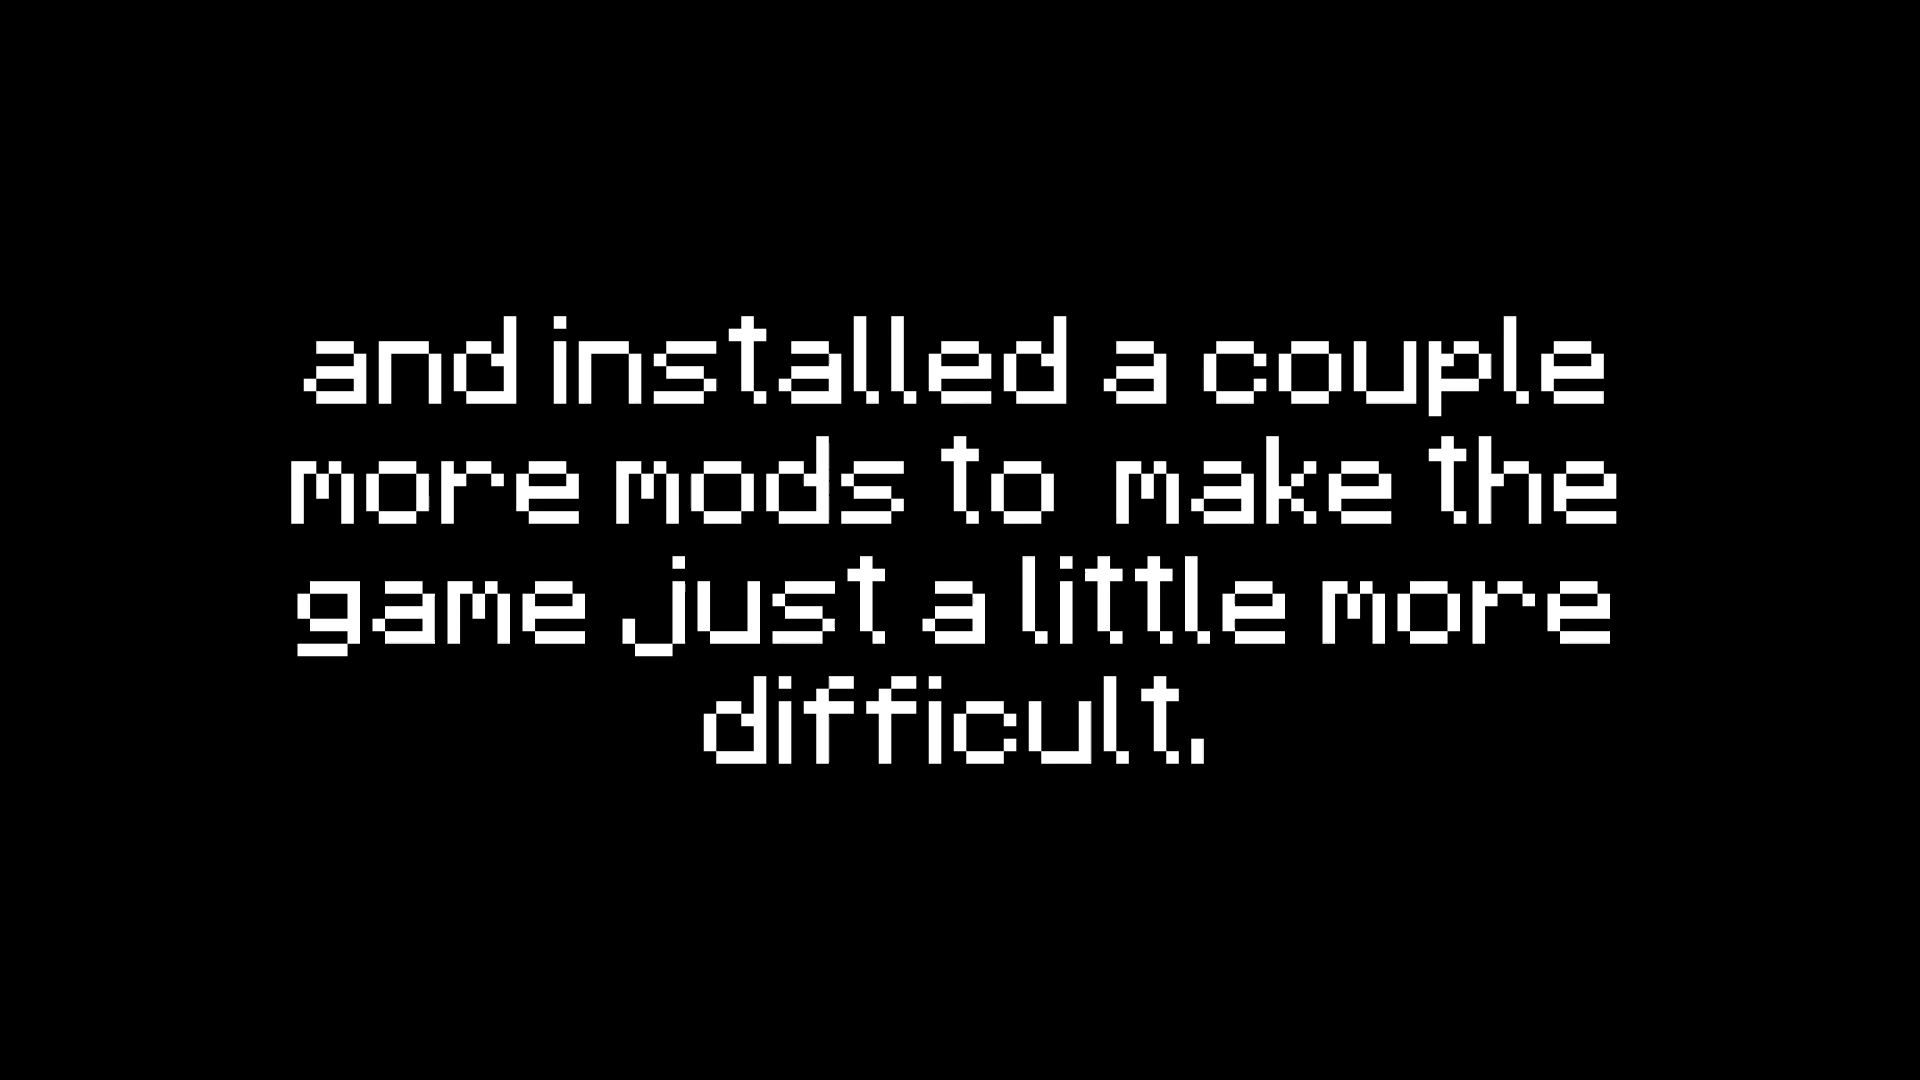 and installed a couple
more mods to  make the
game just a little more
difficult.